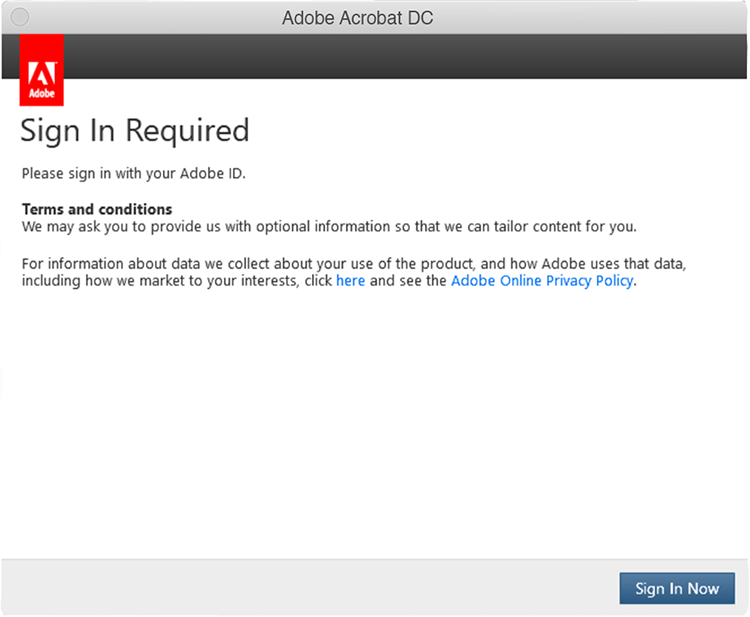 Adobe Acrobat DC
Adobe
Sign In Required
Please sign in with your Adobe ID.
Terms and conditions
We may ask you to provide us with optional information so that we can tailor content for you.
For information about data we collect about your use of the product, and how Adobe uses that data,
including how we market to your interests, click here and see the Adobe Online Privacy Policy.
Sign In Now